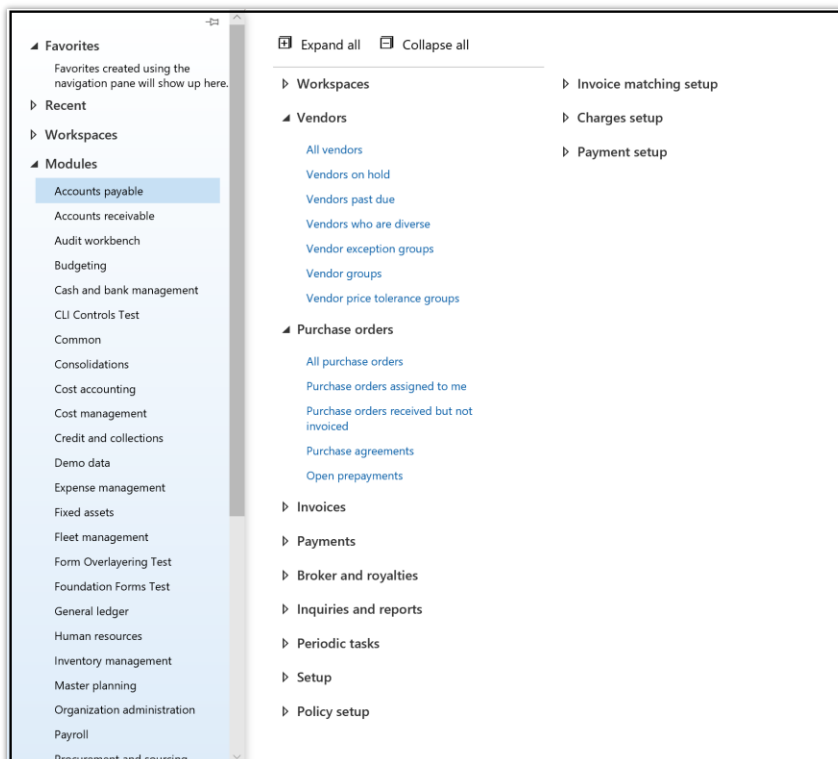 Favorites
Favorites created using the
navigation pane will show up here.
Recent
Workspaces
Modules
Accounts payable
Accounts receivable
Audit workbench
Budgeting
Cash and bank management
CLI Controls Test
Common
Consolidations
Cost accounting
Cost management
Credit and collections
Demo data
Expense management
Fixed assets
Fleet management
Form Overlayering Test
Foundation Forms Test
General ledger
Human resources
Inventory management
Master planning
Organization administration
Payroll
Procurement and sourcing
Expand all Collapse all
Workspaces
Vendors
All vendors
Vendors on hold
Vendors past due
Vendors who are diverse
Vendor exception groups
Vendor groups
Vendor price tolerance groups
Purchase orders
All purchase orders
Purchase orders assigned to me
Purchase orders received but not
invoiced
Purchase agreements
Open prepayments
Invoices
Payments
Broker and royalties
Inquiries and reports
Periodic tasks
Setup
Policy setup
Invoice matching setup
Charges setup
Payment setup